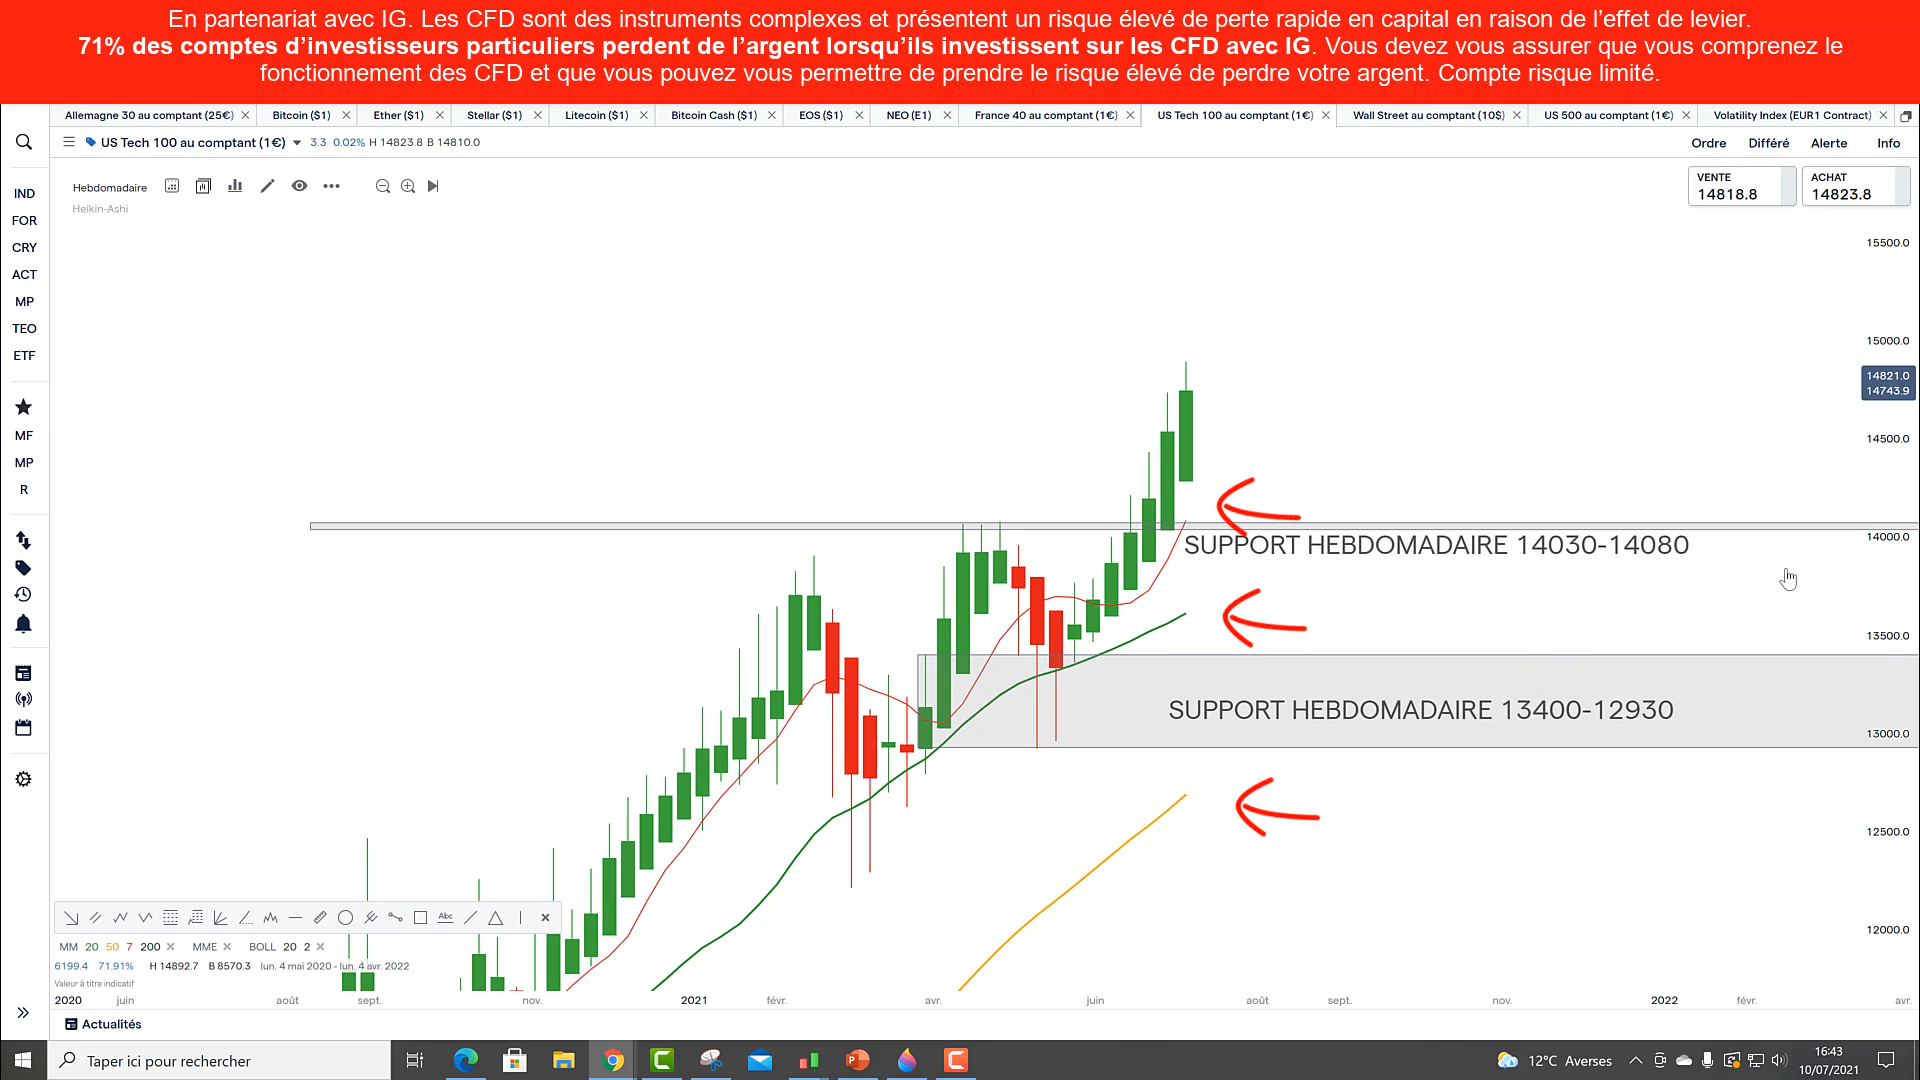 En partenariat avec IG. Les CFD sont des instruments complexes et présentent un risque élevé de perte rapide en capital en raison de l'effet de levier.
71% des comptes d'investisseurs particuliers perdent de l'argent lorsqu'ils investissent sur les CFD avec IG. Vous devez vous assurer que vous comprenez le
fonctionnement des CFD et que vous pouvez vous permettre de prendre le risque élevé de perdre votre argent. Compte risque limité.
Allemagne 30 au comptant (25€) Bitcoin ($1) Ether ($1) Stellar ($1) Litecoin ($1) Bitcoin Cash ($1) EOS ($1) NEO (E1) France 40 au comptant (1€) US Tech 100 au comptant (1€) Wall Street au comptant (10$) US 500 au comptant (1€) Volatility Index (EUR1 Contract)
US Tech 100 au comptant (1€) 3.3 0.02% H 14823.8 B 14810.0
Ordre Différé Alerte Info
Hebdomadaire
Heikin-Ashi
VENTE
14818.8
ACHAT
14823.8
IND
FOR
CRY
ACT
MP
TEO
ETF
MF
MP
R
15500.0
15000.0
14821.0
14743.9
14500.0
14000.0
13500.0
13000.0
12500.0
12000.0
SUPPORT HEBDOMADAIRE 14030-14080
SUPPORT HEBDOMADAIRE 13400-12930
Abc
MM 20 50 7 200 MME BOLL 20 2
6199.4 71.91% H 14892.7 B 8570.3 lun. 4 mai 2020 - lun. 4 avr. 2022
Valeur à titre indicatif
2020 juin août sept. nov. 2021 févr. avr. juin août sept. nov. 2022 févr. avr.
Actualités
Taper ici pour rechercher
12°C Averses
16:43
10/07/2021